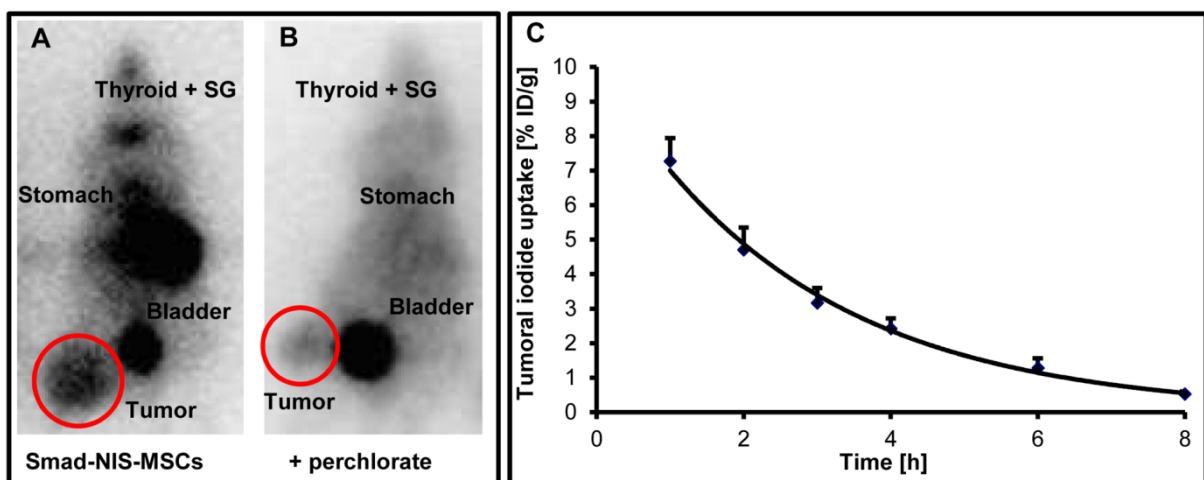 A
Thyroid + SG
Stomach
Bladder
Tumor
Smad-NIS-MSCs
B
Thyroid + SG
Stomach
Bladder
Tumor
+ perchlorate
C
Tumoral iodide uptake [% ID/g]
10
9
8
7
6
5
4
3
2
1
0
0 2 4 6 8
Time [h]